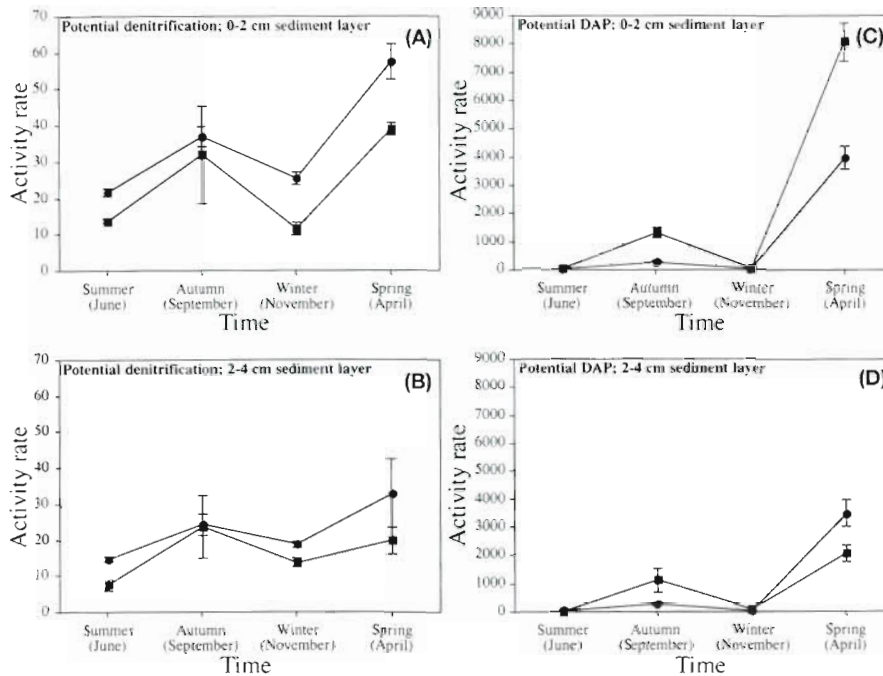 Potential denitrification; 0-2 cm sediment layer
(A)
70
60
50
40
30
20
10
0
Activity rate
Summer
(June)
Autumn
(September)
Winter
(November)
Spring
(April)
Time
Potential DAP; 0-2 cm sediment layer
(C)
9000
8000
7000
6000
5000
4000
3000
2000
1000
0
Activity rate
Summer
(June)
Autumn
(September)
Winter
(November)
Spring
(April)
Time
Potential denitrification; 2-4 cm sediment layer
(B)
70
60
50
40
30
20
10
0
Activity rate
Summer
(June)
Autumn
(September)
Winter
(November)
Spring
(April)
Time
Potential DAP; 2-4 cm sediment layer
(D)
9000
8000
7000
6000
5000
4000
3000
2000
1000
0
Activity rate
Summer
(June)
Autumn
(September)
Winter
(November)
Spring
(April)
Time